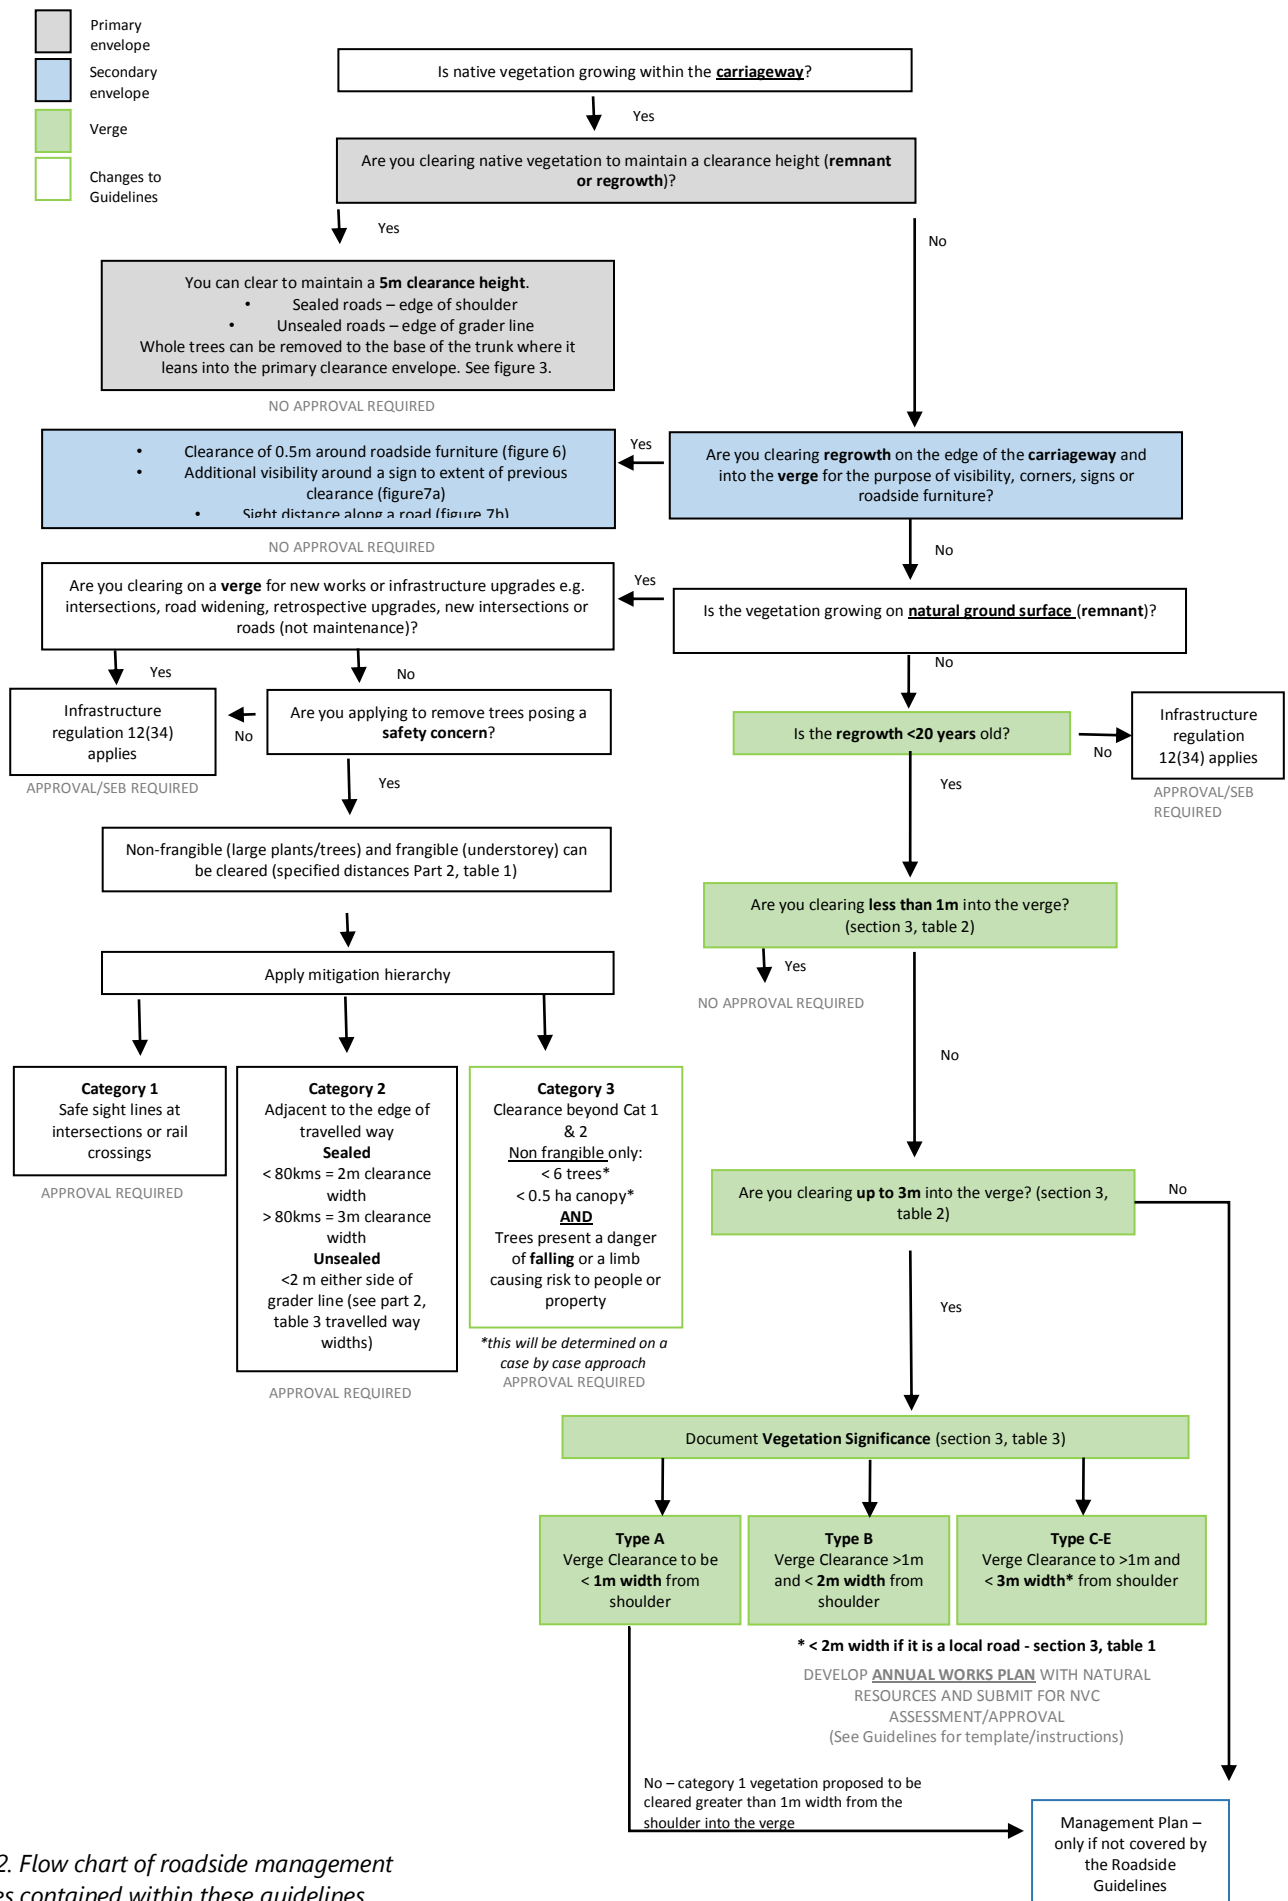 Primary
envelope
Secondary
envelope
Verge
Changes to
Guidelines
Is native vegetation growing within the carriageway?
Yes
Are you clearing native vegetation to maintain a clearance height (remnant
or regrowth)?
Yes
No
You can clear to maintain a 5m clearance height.
• Sealed roads – edge of shoulder
• Unsealed roads – edge of grader line
Whole trees can be removed to the base of the trunk where it
leans into the primary clearance envelope. See figure 3.
NO APPROVAL REQUIRED
Are you clearing regrowth on the edge of the carriageway and
into the verge for the purpose of visibility, corners, signs or
roadside furniture?
Yes
• Clearance of 0.5m around roadside furniture (figure 6)
• Additional visibility around a sign to extent of previous
clearance (figure7a)
• Sight distance along a road (figure 7b)
NO APPROVAL REQUIRED
No
Is the vegetation growing on natural ground surface (remnant)?
Yes
Are you clearing on a verge for new works or infrastructure upgrades e.g.
intersections, road widening, retrospective upgrades, new intersections or
roads (not maintenance)?
Yes
No
Infrastructure
regulation 12(34)
applies
APPROVAL/SEB REQUIRED
No
Are you applying to remove trees posing a
safety concern?
Yes
Non-frangible (large plants/trees) and frangible (understorey) can
be cleared (specified distances Part 2, table 1)
Apply mitigation hierarchy
Category 1
Safe sight lines at
intersections or rail
crossings
APPROVAL REQUIRED
Category 2
Adjacent to the edge of
travelled way
Sealed
< 80kms = 2m clearance
width
> 80kms = 3m clearance
width
Unsealed
<2 m either side of
grader line (see part 2,
table 3 travelled way
widths)
APPROVAL REQUIRED
Category 3
Clearance beyond Cat 1
& 2
Non frangible only:
< 6 trees*
< 0.5 ha canopy*
AND
Trees present a danger
of falling or a limb
causing risk to people or
property
*this will be determined on a
case by case approach
APPROVAL REQUIRED
No
Is the regrowth <20 years old?
No
Infrastructure
regulation
12(34) applies
APPROVAL/SEB
REQUIRED
Yes
Are you clearing less than 1m into the verge?
(section 3, table 2)
Yes
NO APPROVAL REQUIRED
No
Are you clearing up to 3m into the verge? (section 3,
table 2)
No
Yes
Document Vegetation Significance (section 3, table 3)
Type A
Verge Clearance to be
< 1m width from
shoulder
Type B
Verge Clearance >1m
and < 2m width from
shoulder
Type C-E
Verge Clearance to >1m and
< 3m width* from shoulder
* < 2m width if it is a local road - section 3, table 1
DEVELOP ANNUAL WORKS PLAN WITH NATURAL
RESOURCES AND SUBMIT FOR NVC
ASSESSMENT/APPROVAL
(See Guidelines for template/instructions)
No – category 1 vegetation proposed to be
cleared greater than 1m width from the
shoulder into the verge
Management Plan –
only if not covered by
the Roadside
Guidelines
2. Flow chart of roadside management
es contained within these guidelines